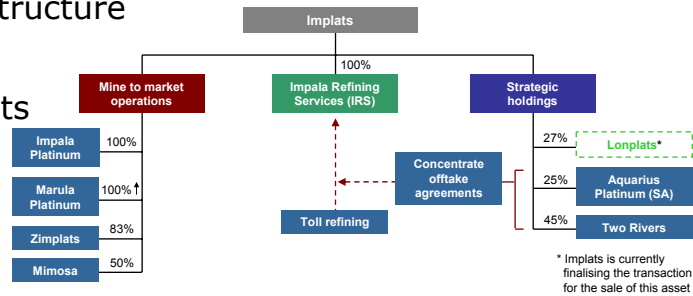 tructure
ts
Implats
100%
Mine to market
operations
Impala Refining
Services (IRS)
Strategic
holdings
Impala
Platinum
100%
Marula
Platinum
100%
Zimplats
83%
Mimosa
50%
Toll refining
Concentrate
offtake
agreements
27%
Lonplats*
25%
Aquarius
Platinum (SA)
45%
Two Rivers
* Implats is currently
finalising the transaction
for the sale of this asset